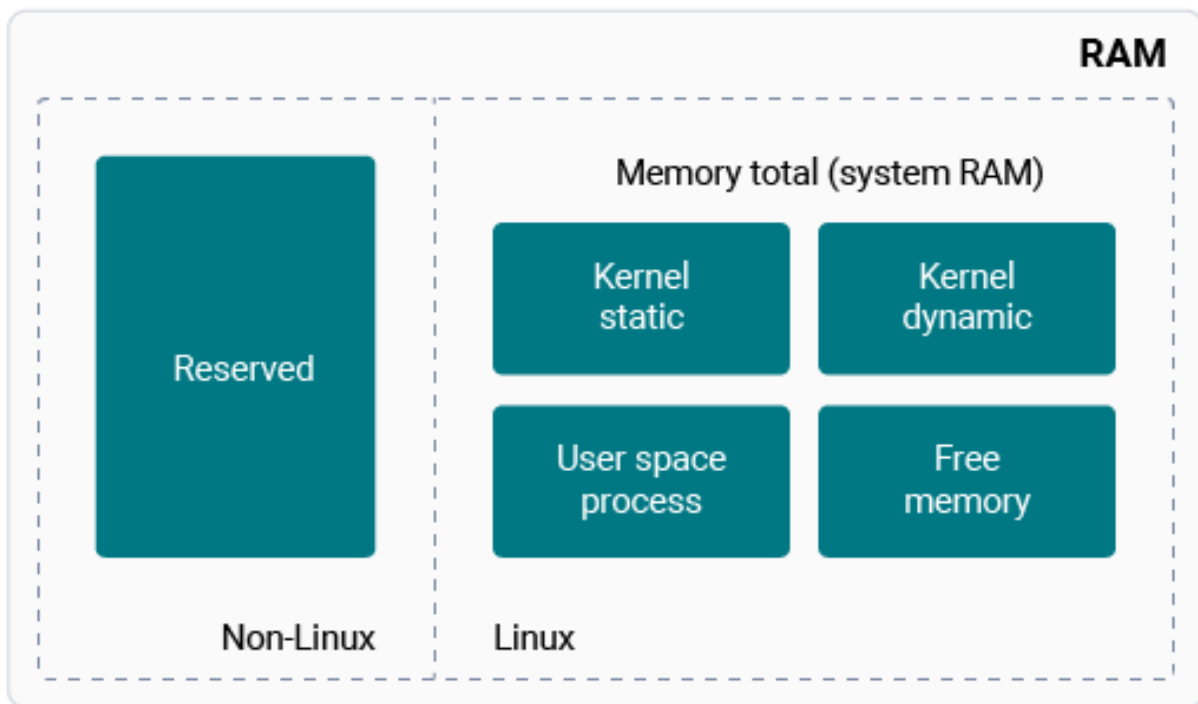 RAM
Memory total (system RAM)
Reserved
Kernel
static
Kernel
dynamic
User space
process
Free
memory
Non-Linux
Linux